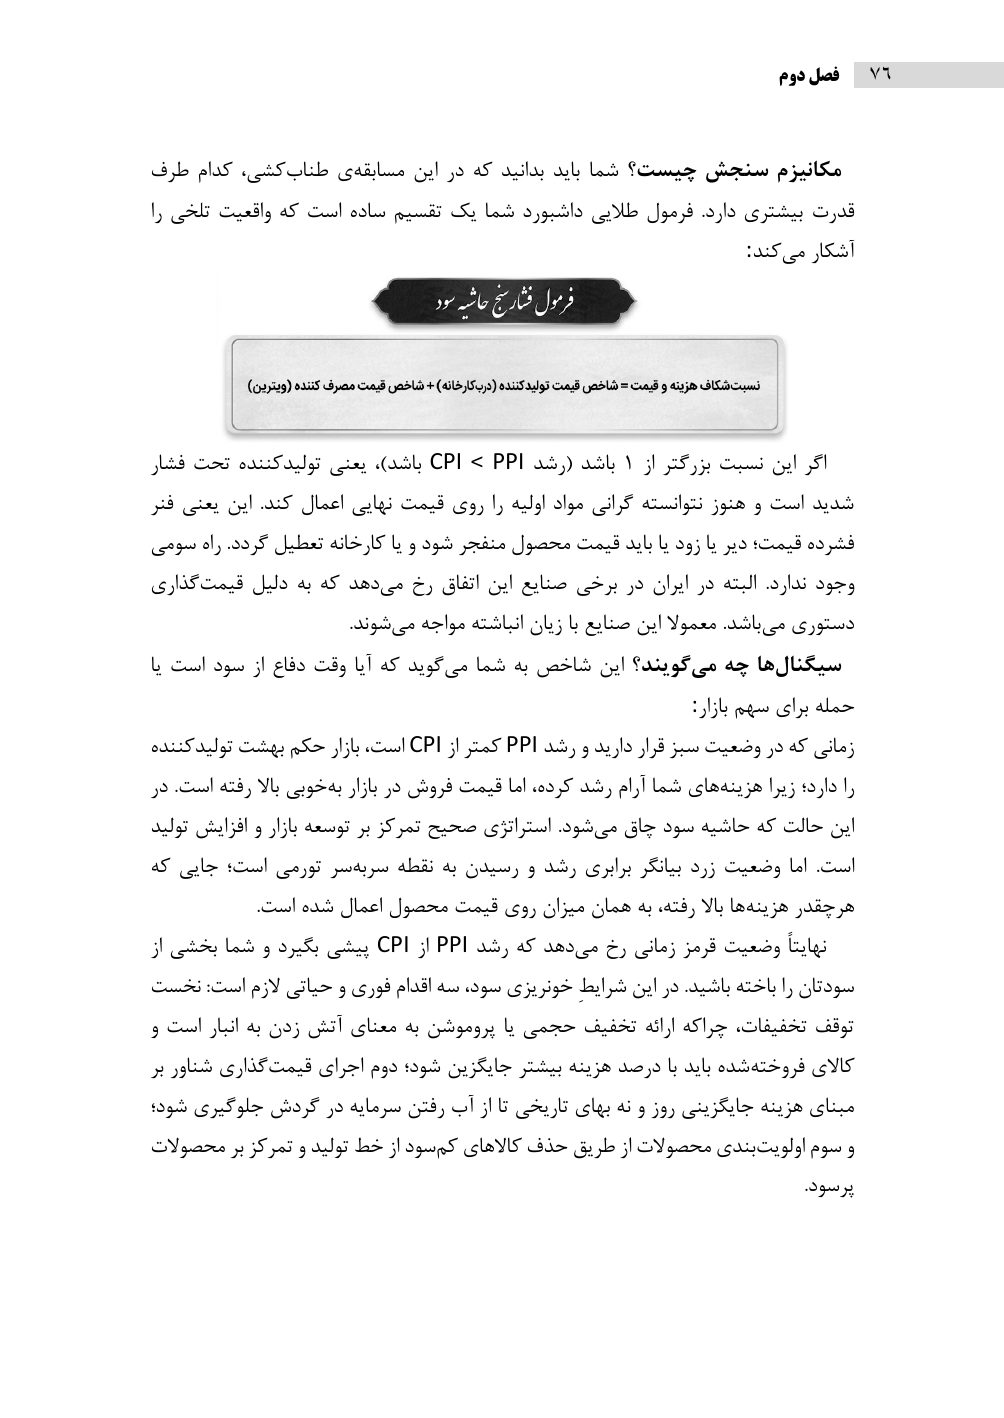 ۷۶ فصل دوم
مکانیزم سنجش چیست؟ شما باید بدانید که در این مسابقه‌ی طناب‌کشی، کدام طرف
قدرت بیشتری دارد. فرمول طلایی داشبورد شما یک تقسیم ساده است که واقعیت تلخی را
آشکار می‌کند:
فرمول فشارسنج حاشیه سود
نسبت‌شکاف هزینه و قیمت = شاخص قیمت تولیدکننده (درب‌کارخانه) + شاخص قیمت مصرف کننده (ویترین)
اگر این نسبت بزرگتر از ۱ باشد (رشد CPI < PPI باشد)، یعنی تولیدکننده تحت فشار
شدید است و هنوز نتوانسته گرانی مواد اولیه را روی قیمت نهایی اعمال کند. این یعنی فنر
فشرده قیمت؛ دیر یا زود یا باید قیمت محصول منفجر شود و یا کارخانه تعطیل گردد. راه سومی
وجود ندارد. البته در ایران در برخی صنایع این اتفاق رخ می‌دهد که به دلیل قیمت‌گذاری
دستوری می‌باشد. معمولا این صنایع با زیان انباشته مواجه می‌شوند.
سیگنال‌ها چه می‌گویند؟ این شاخص به شما می‌گوید که آیا وقت دفاع از سود است یا
حمله برای سهم بازار:
زمانی که در وضعیت سبز قرار دارید و رشد PPI کمتر از CPI است، بازار حکم بهشت تولیدکننده
را دارد؛ زیرا هزینه‌های شما آرام رشد کرده، اما قیمت فروش در بازار به‌خوبی بالا رفته است. در
این حالت که حاشیه سود چاق می‌شود. استراتژی صحیح تمرکز بر توسعه بازار و افزایش تولید
است. اما وضعیت زرد بیانگر برابری رشد و رسیدن به نقطه سربه‌سر تورمی است؛ جایی که
هرچقدر هزینه‌ها بالا رفته، به همان میزان روی قیمت محصول اعمال شده است.
نهایتاً وضعیت قرمز زمانی رخ می‌دهد که رشد PPI از CPI پیشی بگیرد و شما بخشی از
سودتان را باخته باشید. در این شرایطِ خونریزی سود، سه اقدام فوری و حیاتی لازم است: نخست
توقف تخفیفات، چراکه ارائه تخفیف حجمی یا پروموشن به معنای آتش زدن به انبار است و
کالای فروخته‌شده باید با درصد هزینه بیشتر جایگزین شود؛ دوم اجرای قیمت‌گذاری شناور بر
مبنای هزینه جایگزینی روز و نه بهای تاریخی تا از آب رفتن سرمایه در گردش جلوگیری شود؛
و سوم اولویت‌بندی محصولات از طریق حذف کالاهای کم‌سود از خط تولید و تمرکز بر محصولات
پرسود.